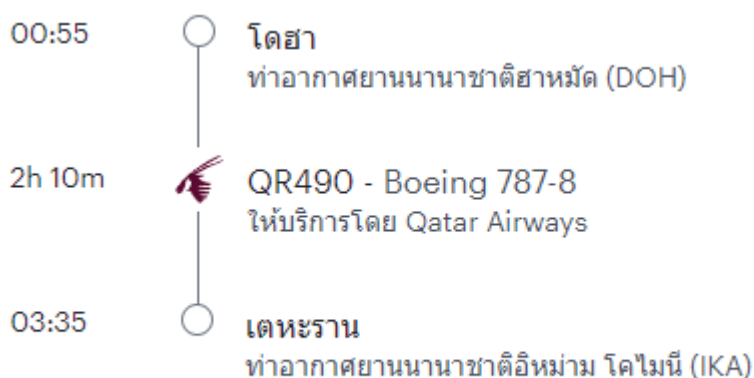 00:55 โดฮา
ท่าอากาศยานนานาชาติฮาหมัด (DOH)
2h 10m QR490 - Boeing 787-8
ให้บริการโดย Qatar Airways
03:35 เตหะราน
ท่าอากาศยานนานาชาติอิหม่าม โคไมนี (IKA)